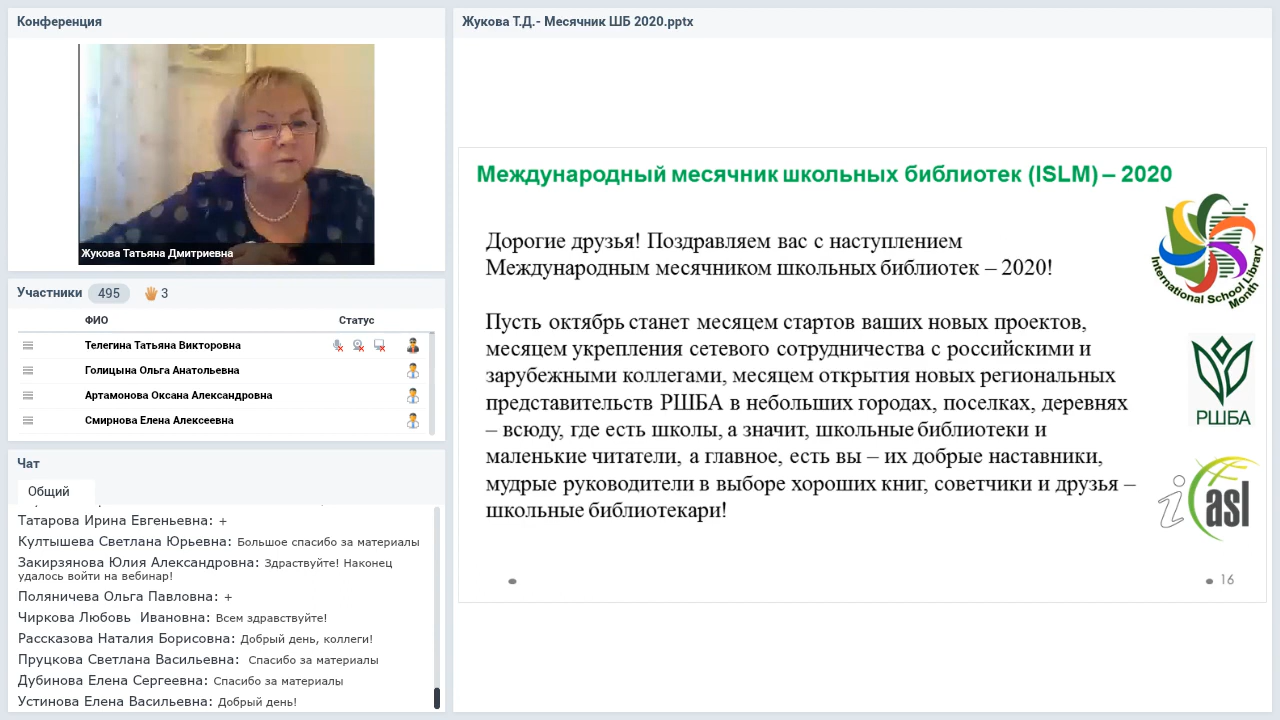 Конференция
Жукова Татьяна Дмитриевна
Участники 495 3
ФИО Статус
Телегина Татьяна Викторовна
Голицына Ольга Анатольевна
Артамонова Оксана Александровна
Смирнова Елена Алексеевна
Чат
Общий
Татарова Ирина Евгеньевна: +
Култышева Светлана Юрьевна: Большое спасибо за материалы
Закирзянова Юлия Александровна: Здраствуйте! Наконец
удалось войти на вебинар!
Поляничева Ольга Павловна: +
Чиркова Любовь Ивановна: Всем здравствуйте!
Рассказова Наталия Борисовна: Добрый день, коллеги!
Пруцкова Светлана Васильевна: Спасибо за материалы
Дубинова Елена Сергеевна: Спасибо за материалы
Устинова Елена Васильевна: Добрый день!
Жукова Т.Д.- Месячник ШБ 2020.pptx
Международный месячник школьных библиотек (ISLM) – 2020
Дорогие друзья! Поздравляем вас с наступлением
Международным месячником школьных библиотек – 2020!
Пусть октябрь станет месяцем стартов ваших новых проектов,
месяцем укрепления сетевого сотрудничества с российскими и
зарубежными коллегами, месяцем открытия новых региональных
представительств РШБА в небольших городах, поселках, деревнях
– всюду, где есть школы, а значит, школьные библиотеки и
маленькие читатели, а главное, есть вы – их добрые наставники,
мудрые руководители в выборе хороших книг, советчики и друзья –
школьные библиотекари!
International School Library
Month
РШБА
iasl
16